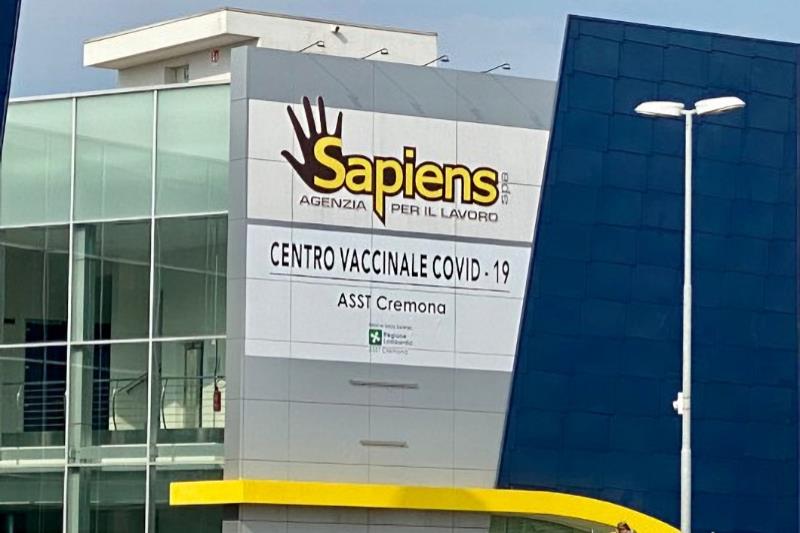 Sapiens spa
AGENZIA PER IL LAVORO
CENTRO VACCINALE COVID - 19
ASST Cremona
Regione
Lombardia
ASST Cremona